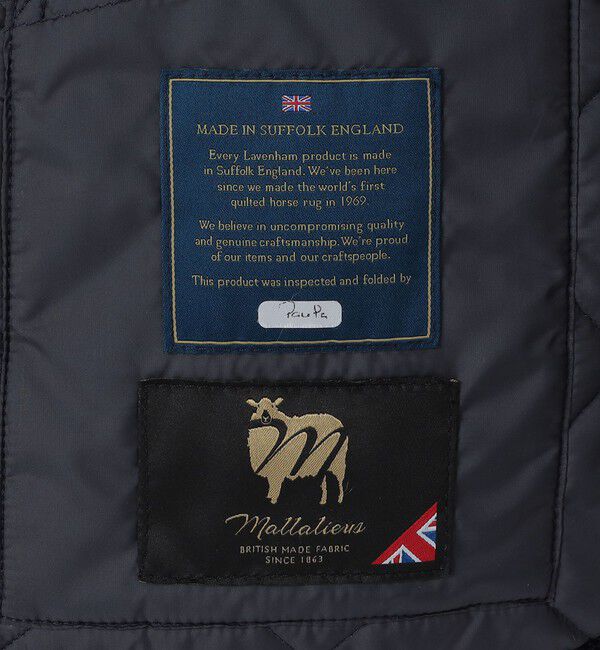 MADE IN SUFFOLK ENGLAND
Every Lavenham product is made
in Suffolk England. We've been here
since we made the world's first
quilted horse rug in 1969.
We believe in uncompromising quality
and genuine craftsmanship. We're proud
of our items and our craftspeople.
This product was inspected and folded by
Paula
M
Mallalieus
BRITISH MADE FABRIC
SINCE 1863